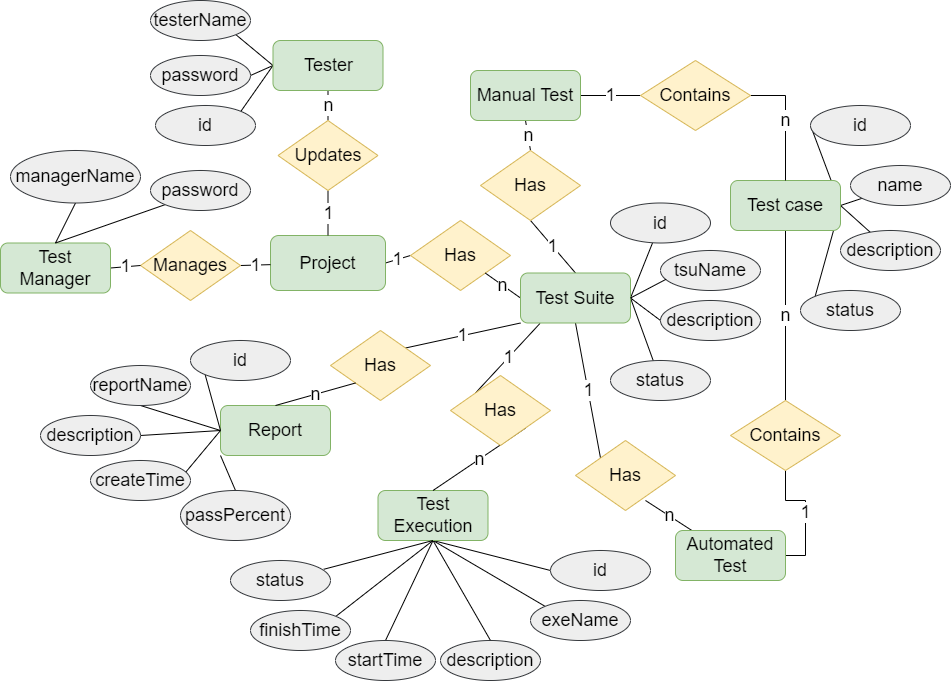 testerName
Tester
password
id
n
Updates
1
managerName
password
Test
Manager
1
Manages
1
Project
1
Has
n
Manual Test
1
Contains
n
n
Has
1
id
name
Test case
description
status
n
Contains
1
id
tsuName
Test Suite
description
status
1
Has
n
id
reportName
description
Report
createTime
passPercent
1
Has
n
Test
Execution
status
finishTime
startTime
description
exeName
id
1
Has
n
Automated
Test